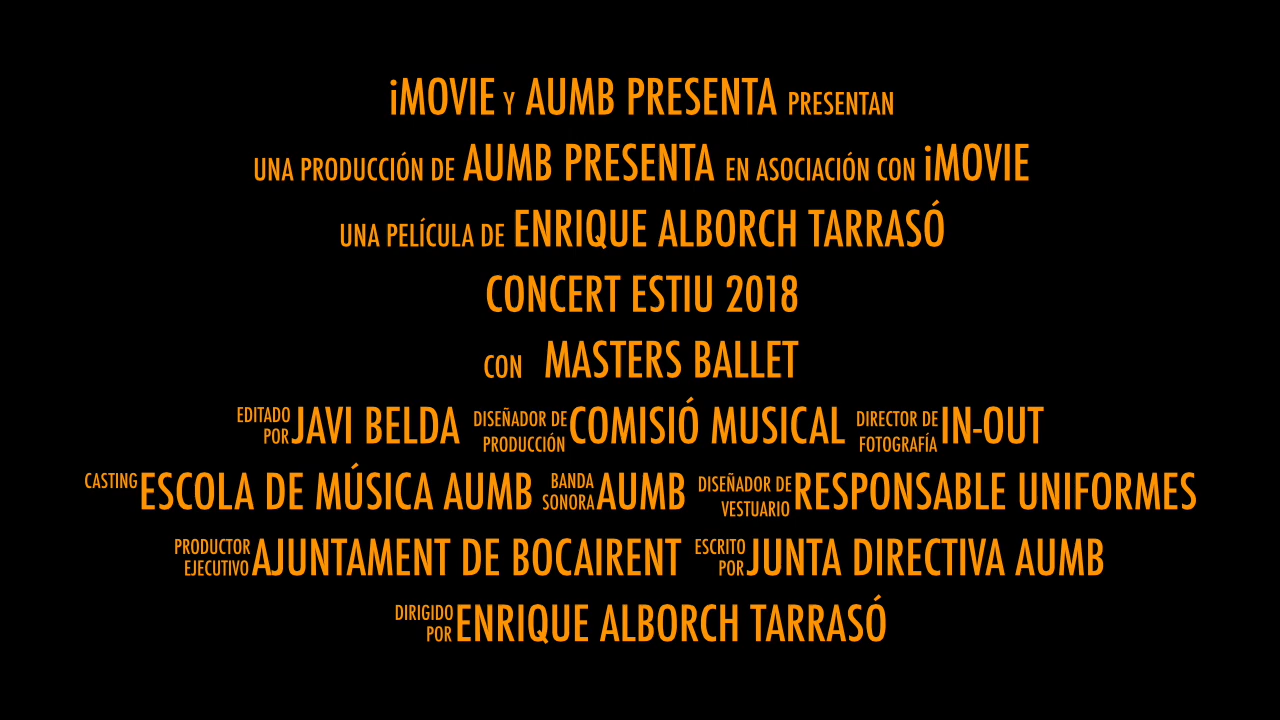 iMOVIE Y AUMB PRESENTA PRESENTAN
UNA PRODUCCIÓN DE AUMB PRESENTA EN ASOCIACIÓN CON iMOVIE
UNA PELÍCULA DE ENRIQUE ALBORCH TARRASÓ
CONCERT ESTIU 2018
CON MASTERS BALLET
EDITADO POR JAVI BELDA DISEÑADOR DE PRODUCCIÓN COMISIÓ MUSICAL DIRECTOR DE FOTOGRAFÍA IN-OUT
CASTING ESCOLA DE MÚSICA AUMB BANDA SONORA AUMB DISEÑADOR DE VESTUARIO RESPONSABLE UNIFORMES
PRODUCTOR EJECUTIVO AJUNTAMENT DE BOCAIRENT ESCRITO POR JUNTA DIRECTIVA AUMB
DIRIGIDO POR ENRIQUE ALBORCH TARRASÓ